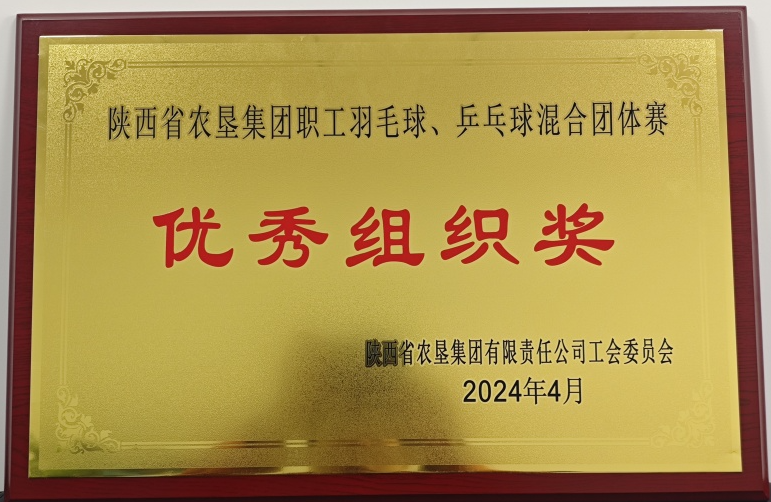 陕西省农垦集团职工羽毛球、乒乓球混合团体赛
优秀组织奖
陕西省农垦集团有限责任公司工会委员会
2024年4月